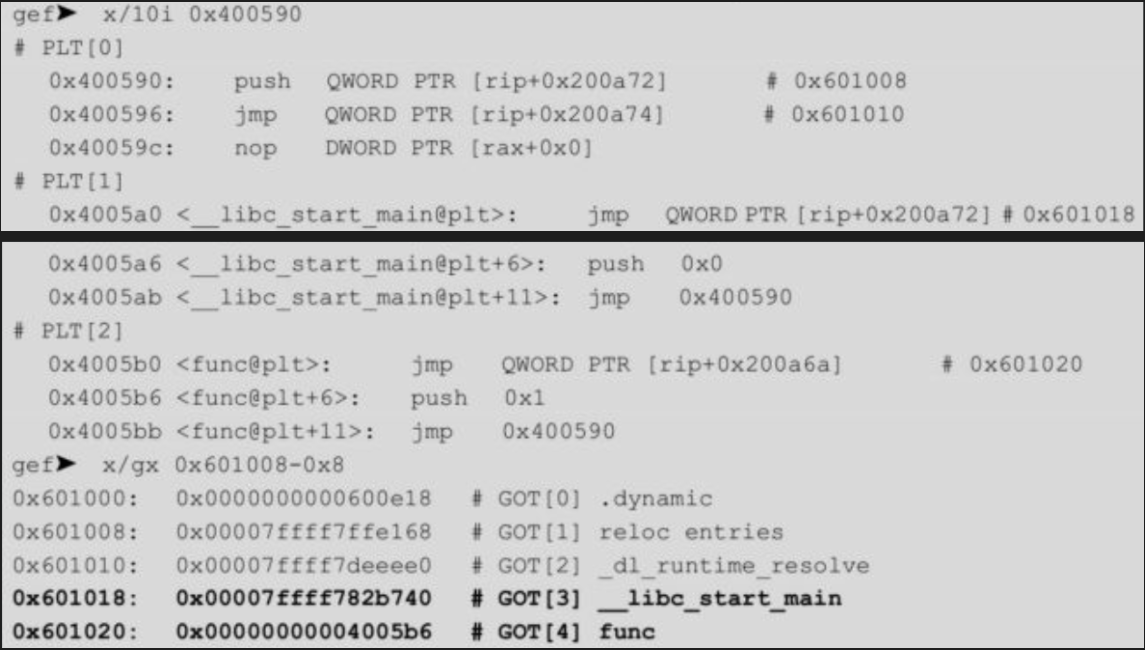 gef➤ x/10i 0x400590
# PLT[0]
0x400590: push QWORD PTR [rip+0x200a72] # 0x601008
0x400596: jmp QWORD PTR [rip+0x200a74] # 0x601010
0x40059c: nop DWORD PTR [rax+0x0]
# PLT[1]
0x4005a0 <__libc_start_main@plt>: jmp QWORD PTR [rip+0x200a72] # 0x601018
0x4005a6 <__libc_start_main@plt+6>: push 0x0
0x4005ab <__libc_start_main@plt+11>: jmp 0x400590
# PLT[2]
0x4005b0 <func@plt>: jmp QWORD PTR [rip+0x200a6a] # 0x601020
0x4005b6 <func@plt+6>: push 0x1
0x4005bb <func@plt+11>: jmp 0x400590
gef➤ x/gx 0x601008-0x8
0x601000: 0x0000000000600e18 # GOT[0] .dynamic
0x601008: 0x00007ffff7ffe168 # GOT[1] reloc entries
0x601010: 0x00007ffff7deeee0 # GOT[2] _dl_runtime_resolve
0x601018: 0x00007ffff782b740 # GOT[3] __libc_start_main
0x601020: 0x00000000004005b6 # GOT[4] func